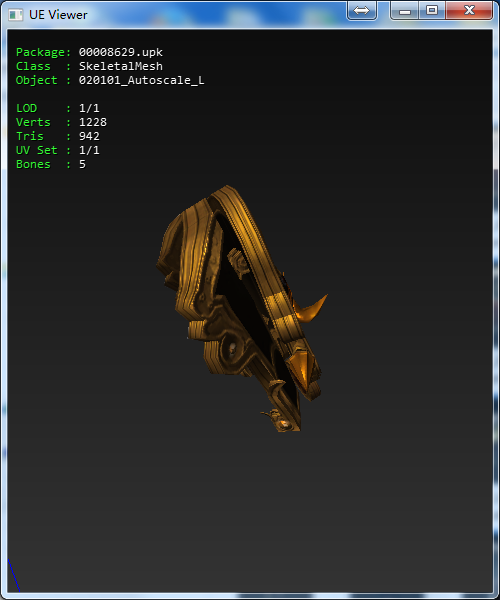 UE Viewer
Package: 00008629.upk
Class  : SkeletalMesh
Object : 020101_Autoscale_L
LOD    : 1/1
Verts  : 1228
Tris   : 942
UV Set : 1/1
Bones  : 5